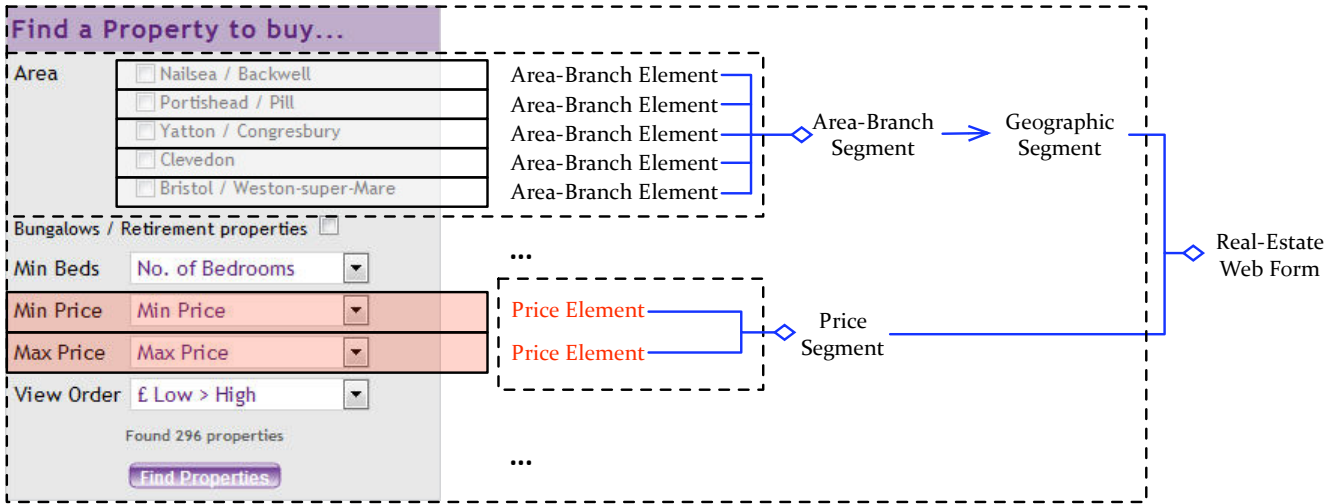 Find a Property to buy...
Area
Nailsea / Backwell
Area-Branch Element
Portishead / Pill
Area-Branch Element
Yatton / Congresbury
Area-Branch Element
Clevedon
Area-Branch Element
Bristol / Weston-super-Mare
Area-Branch Element
Area-Branch
Segment
Geographic
Segment
Bungalows / Retirement properties
...
Min Beds No. of Bedrooms
Real-Estate
Web Form
Min Price Min Price
Price Element
Max Price Max Price
Price Element
Price
Segment
View Order £ Low > High
Found 296 properties
...
Find Properties